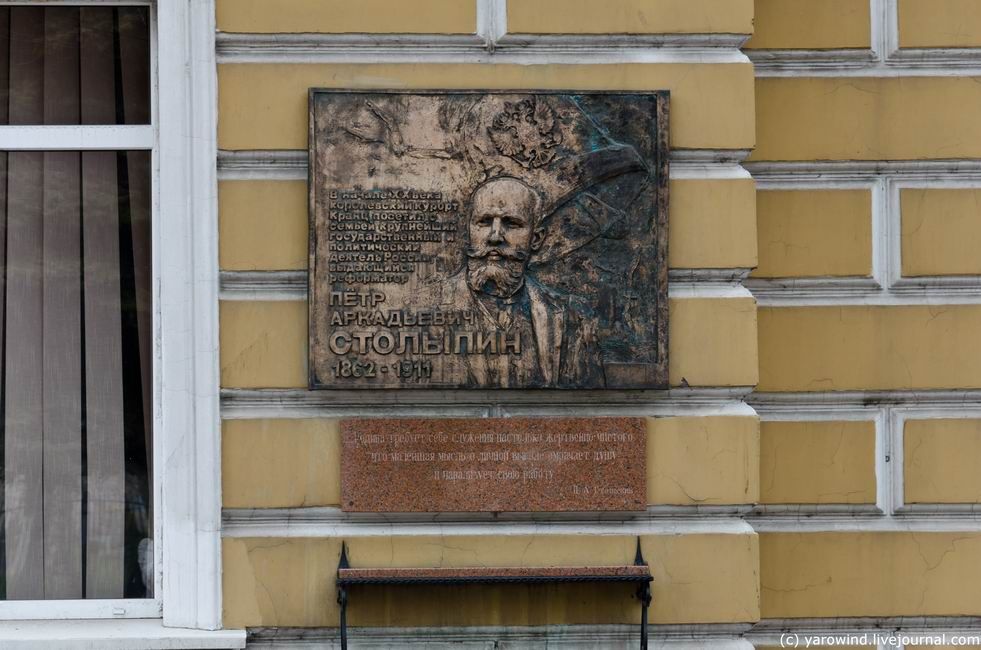 В начале XX века
королевский курорт
Кранц посетил с
семьей крупнейший
государственный и
политический
деятель России
выдающийся
реформатор
ПЁТР
АРКАДЬЕВИЧ
СТОЛЫПИН
1862 - 1911
Родина требует себе служения настолько жертвенно-чистого
что малейшая мысль о личной выгоде омрачает душу
и парализует свою работу
П. А. Столыпин
(c) yarowind.livejournal.com